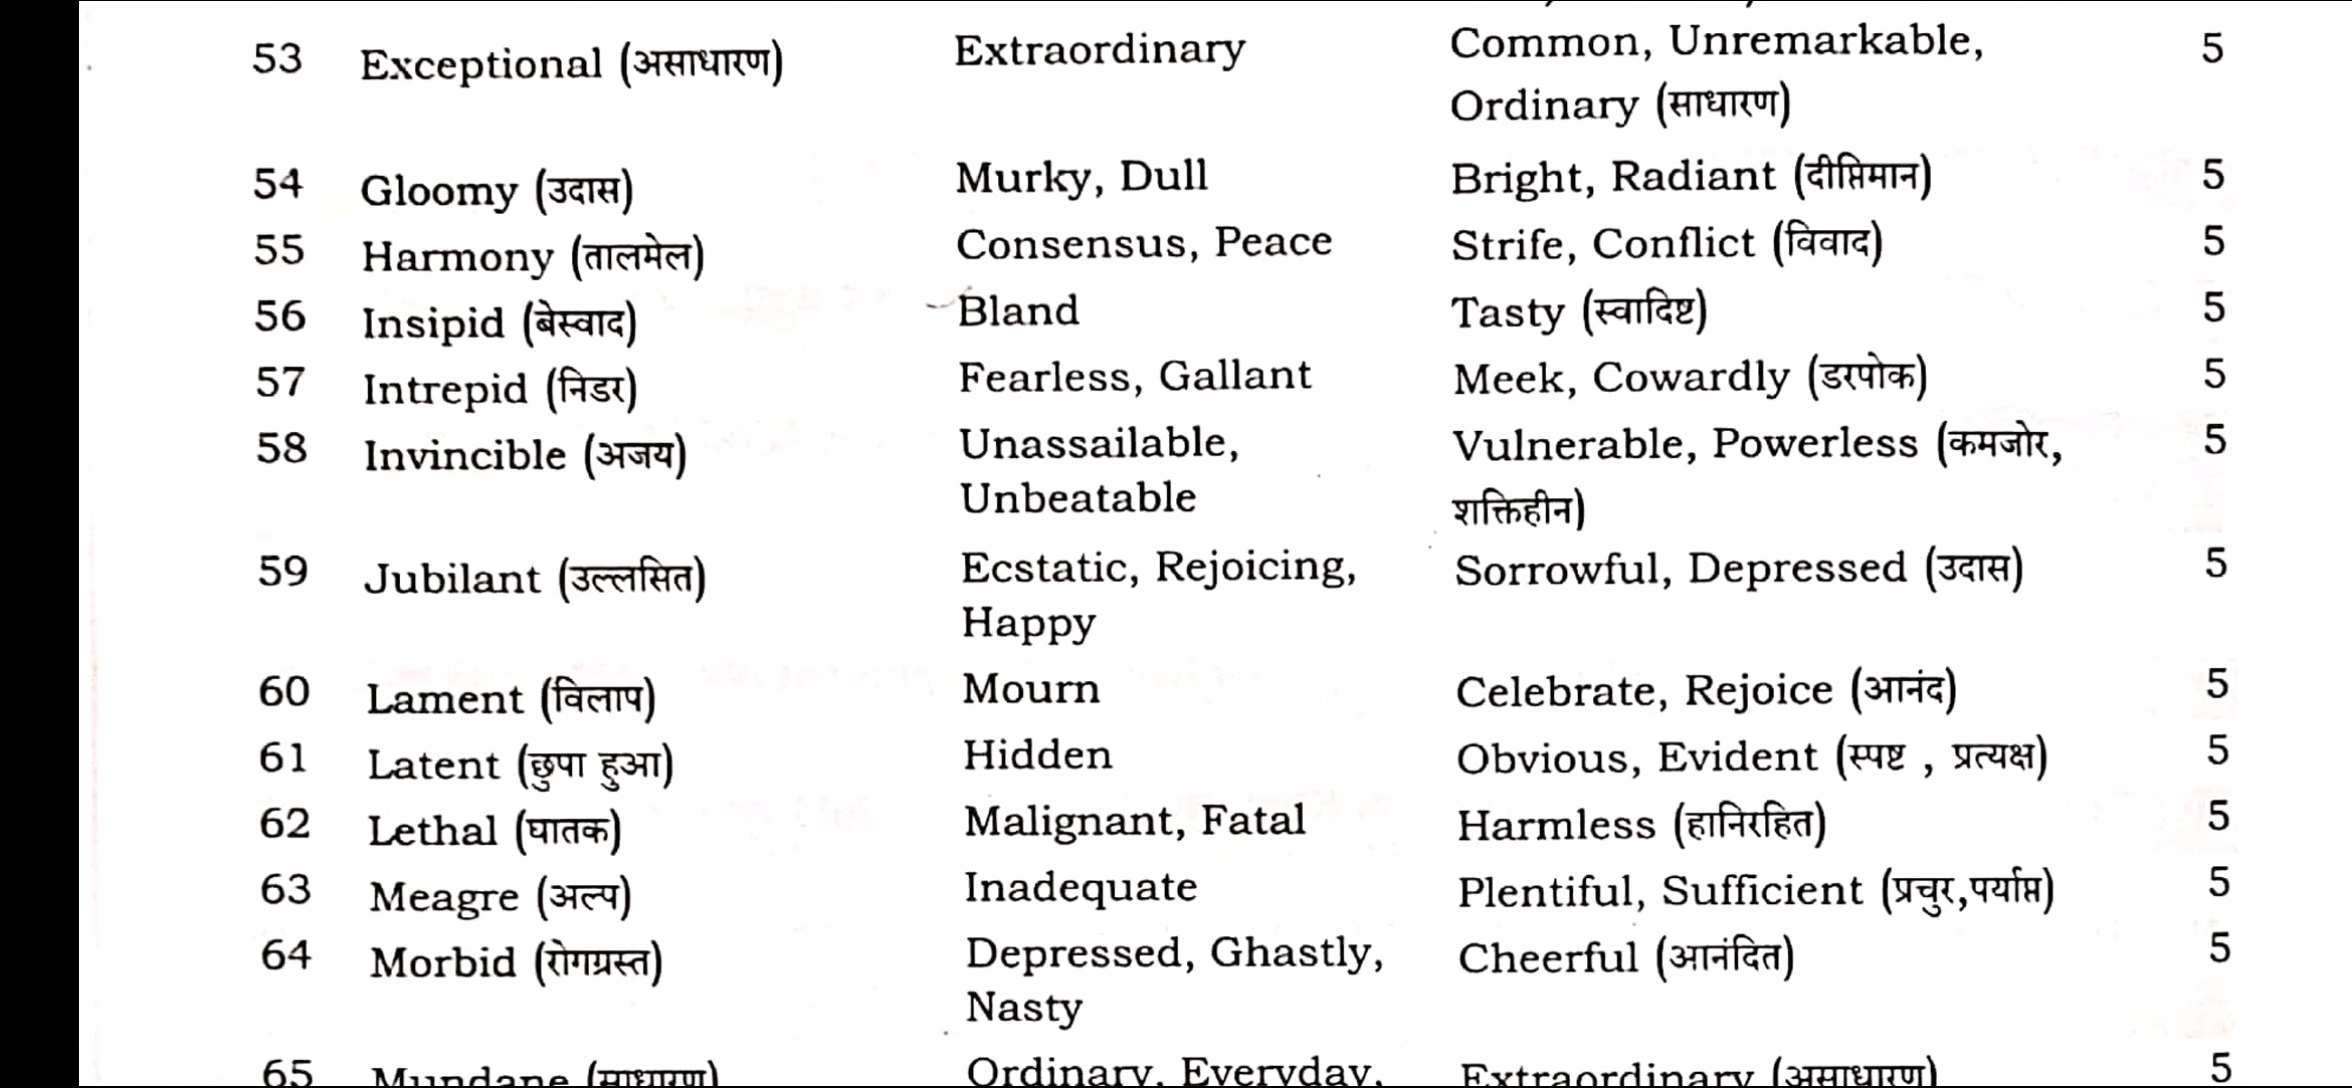 53 Exceptional (असाधारण) Extraordinary Common, Unremarkable, 5
Ordinary (साधारण)
54 Gloomy (उदास) Murky, Dull Bright, Radiant (दीप्तिमान) 5
55 Harmony (तालमेल) Consensus, Peace Strife, Conflict (विवाद) 5
56 Insipid (बेस्वाद) Bland Tasty (स्वादिष्ट) 5
57 Intrepid (निडर) Fearless, Gallant Meek, Cowardly (डरपोक) 5
58 Invincible (अजय) Unassailable, Vulnerable, Powerless (कमजोर, 5
Unbeatable शक्तिहीन)
59 Jubilant (उल्लसित) Ecstatic, Rejoicing, Sorrowful, Depressed (उदास) 5
Happy
60 Lament (विलाप) Mourn Celebrate, Rejoice (आनंद) 5
61 Latent (छुपा हुआ) Hidden Obvious, Evident (स्पष्ट , प्रत्यक्ष) 5
62 Lethal (घातक) Malignant, Fatal Harmless (हानिरहित) 5
63 Meagre (अल्प) Inadequate Plentiful, Sufficient (प्रचुर,पर्याप्त) 5
64 Morbid (रोगग्रस्त) Depressed, Ghastly, Cheerful (आनंदित) 5
Nasty
65 Mundane (साधारण) Ordinary, Everyday, Extraordinary (असाधारण) 5